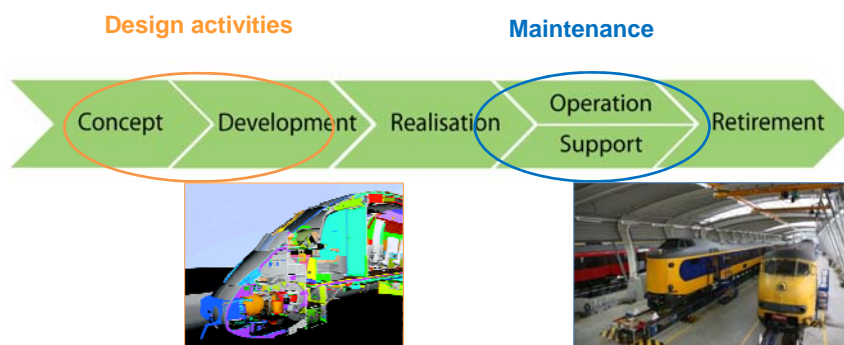 Design activities
Maintenance
Concept
Development
Realisation
Operation
Support
Retirement